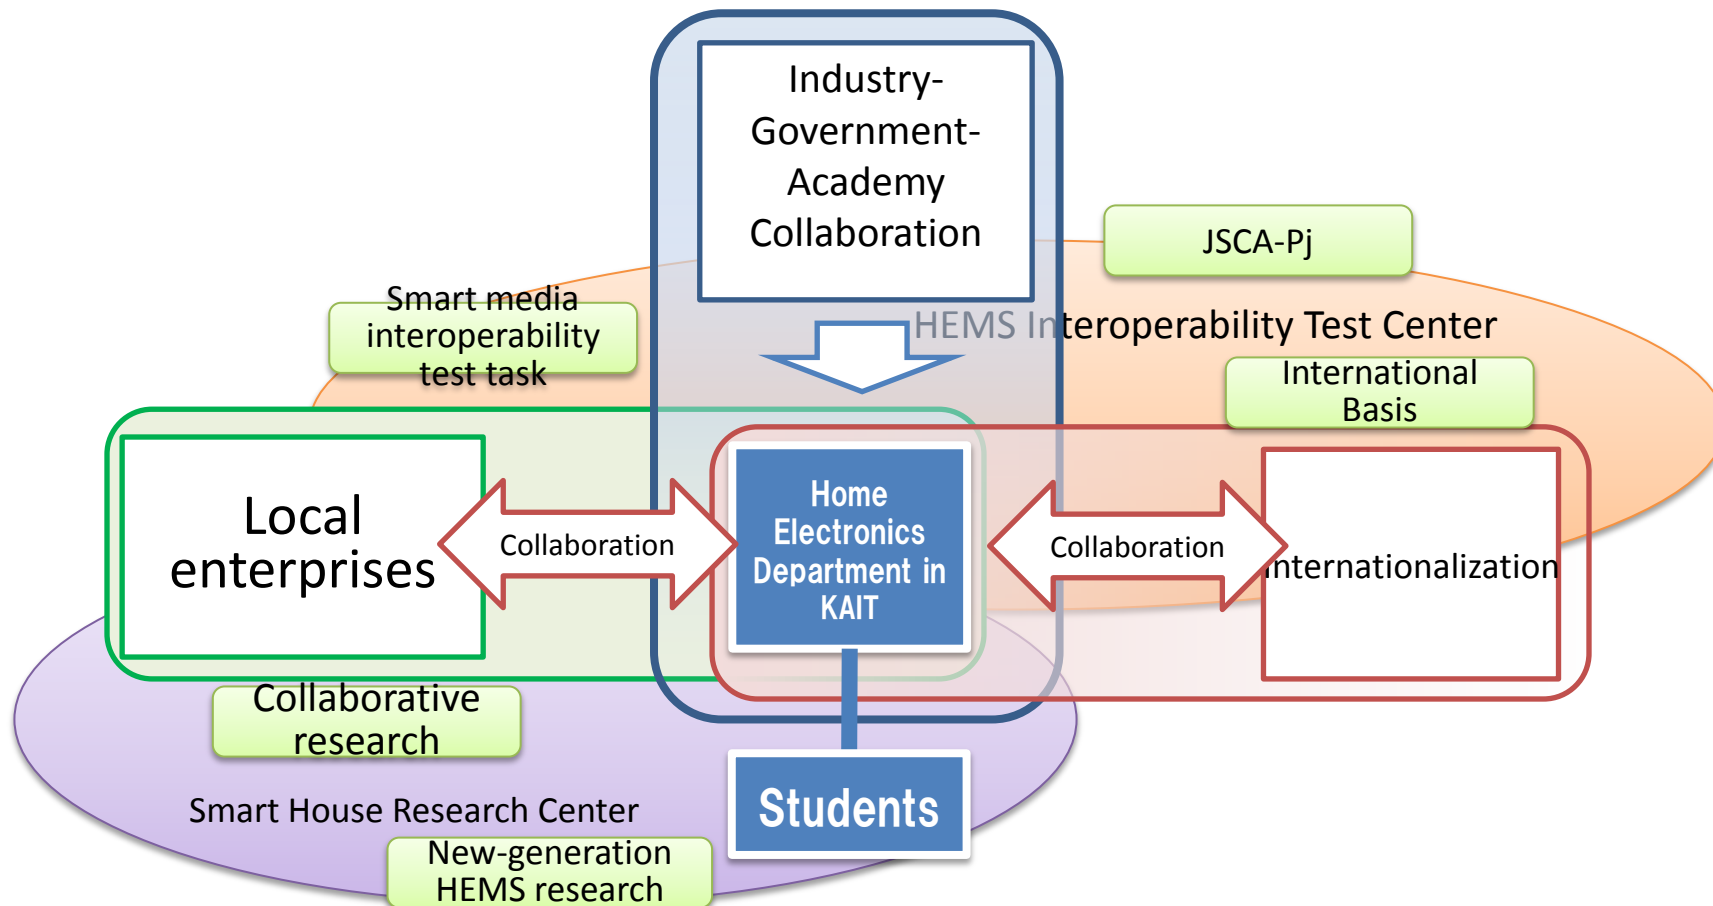 Industry-
Government-
Academy
Collaboration
JSCA-Pj
Smart media
interoperability
test task
HEMS Interoperability Test Center
International
Basis
Local
enterprises
Collaboration
Home
Electronics
Department in
KAIT
Collaboration
Internationalization
Collaborative
research
Smart House Research Center
Students
New-generation
HEMS research